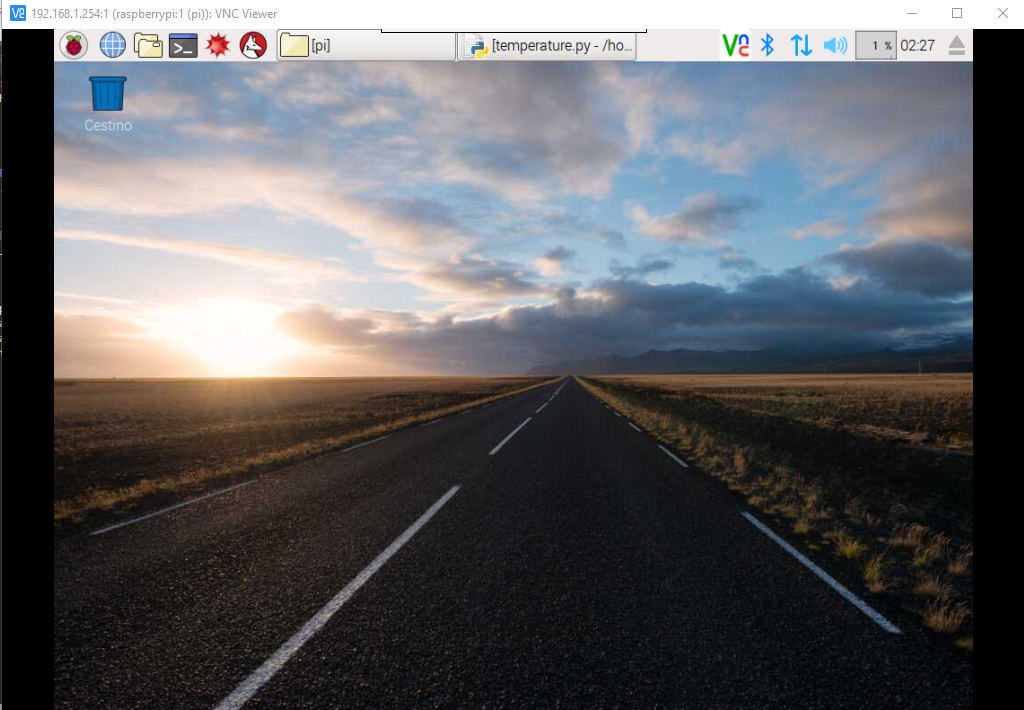 192.168.1.254:1 (raspberrypi:1 (pi)): VNC Viewer
[pi]
[temperature.py - /ho...
1 %
02:27
Cestino